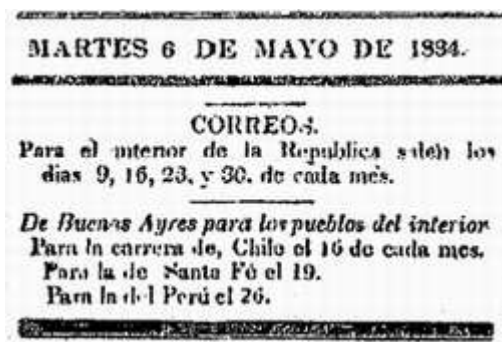 MARTES 6 DE MAYO DE 1834.
CORREOS.
Para el interior de la Republica salen los
dias 9, 16, 23. y 30. de cada mes.
De Buenos Ayres para los pueblos del interior
Para la carrera de, Chile el 16 de cada mes.
Para la de Santa Fé el 19.
Para la del Perú el 26.